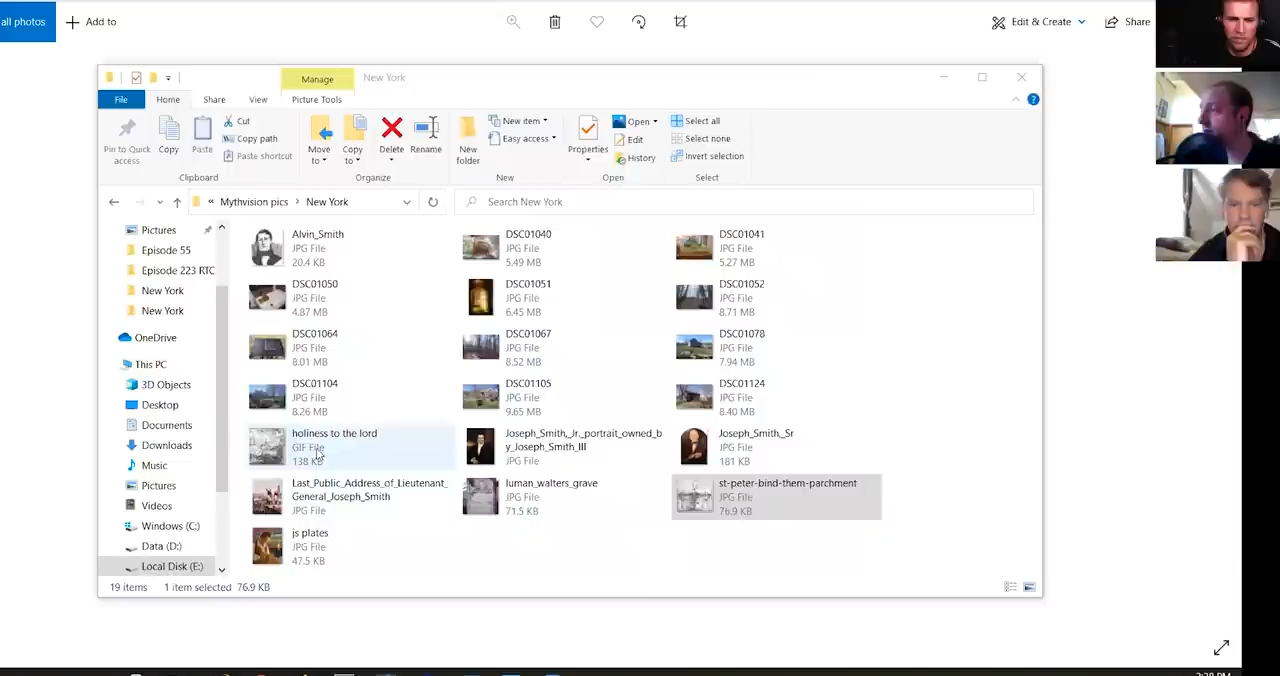 all photos
Add to
Edit & Create
Share
Manage
New York
File
Home
Share
View
Picture Tools
Pin to Quick access
Copy
Paste
Cut
Copy path
Paste shortcut
Clipboard
Move to
Copy to
Delete
Rename
Organize
New folder
New item
Easy access
New
Properties
Open
Edit
History
Open
Select all
Select none
Invert selection
Select
« Mythvision pics › New York
Search New York
Pictures
Episode 55
Episode 223 RTC
New York
New York
OneDrive
This PC
3D Objects
Desktop
Documents
Downloads
Music
Pictures
Videos
Windows (C:)
Data (D:)
Local Disk (E:)
Alvin_Smith
JPG File
20.4 KB
DSC01040
JPG File
5.49 MB
DSC01041
JPG File
5.27 MB
DSC01050
JPG File
4.87 MB
DSC01051
JPG File
6.45 MB
DSC01052
JPG File
8.71 MB
DSC01064
JPG File
8.01 MB
DSC01067
JPG File
8.52 MB
DSC01078
JPG File
7.94 MB
DSC01104
JPG File
8.26 MB
DSC01105
JPG File
9.65 MB
DSC01124
JPG File
8.40 MB
holiness to the lord
GIF File
138 KB
Joseph_Smith,_Jr._portrait_owned_b
y_Joseph_Smith_III
JPG File
Joseph_Smith,_Sr
JPG File
181 KB
Last_Public_Address_of_Lieutenant_
General_Joseph_Smith
JPG File
luman_walters_grave
JPG File
71.5 KB
st-peter-bind-them-parchment
JPG File
76.9 KB
js plates
JPG File
47.5 KB
19 items
1 item selected 76.9 KB